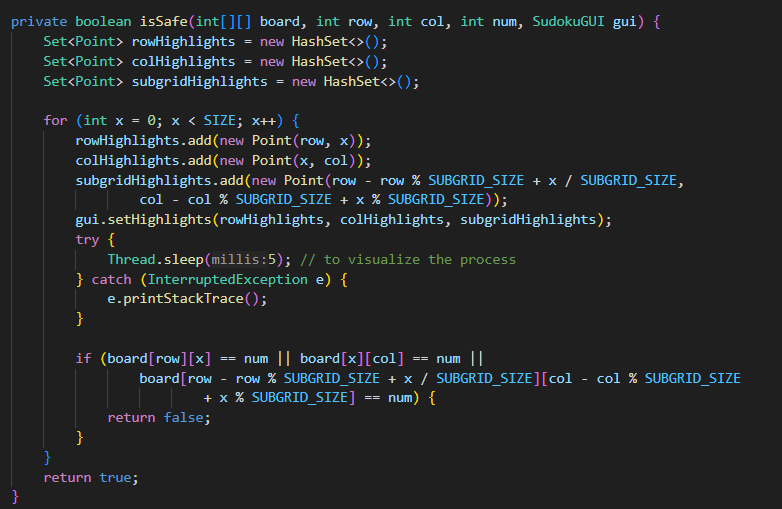 private boolean isSafe(int[][] board, int row, int col, int num, SudokuGUI gui) {
    Set<Point> rowHighlights = new HashSet<>();
    Set<Point> colHighlights = new HashSet<>();
    Set<Point> subgridHighlights = new HashSet<>();

    for (int x = 0; x < SIZE; x++) {
        rowHighlights.add(new Point(row, x));
        colHighlights.add(new Point(x, col));
        subgridHighlights.add(new Point(row - row % SUBGRID_SIZE + x / SUBGRID_SIZE,
                col - col % SUBGRID_SIZE + x % SUBGRID_SIZE));
        gui.setHighlights(rowHighlights, colHighlights, subgridHighlights);
        try {
            Thread.sleep(millis:5); // to visualize the process
        } catch (InterruptedException e) {
            e.printStackTrace();
        }

        if (board[row][x] == num || board[x][col] == num ||
                board[row - row % SUBGRID_SIZE + x / SUBGRID_SIZE][col - col % SUBGRID_SIZE
                        + x % SUBGRID_SIZE] == num) {
            return false;
        }
    }
    return true;
}